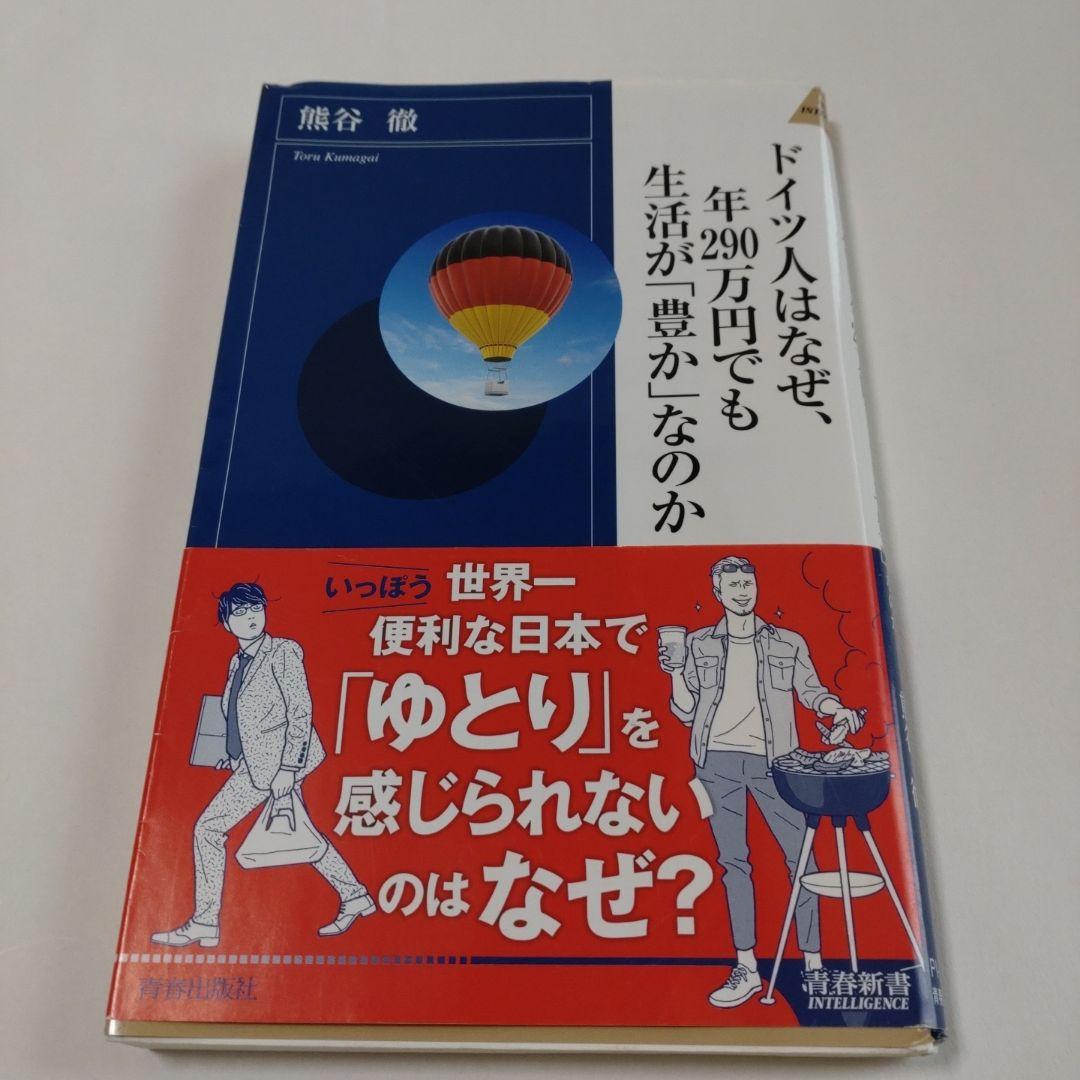 熊谷 徹
Toru Kumagai
ドイツ人はなぜ、
年290万円でも
生活が「豊か」なのか
いっぽう 世界一
便利な日本で
「ゆとり」を
感じられない
のは なぜ?
青春出版社
青春新書
INTELLIGENCE